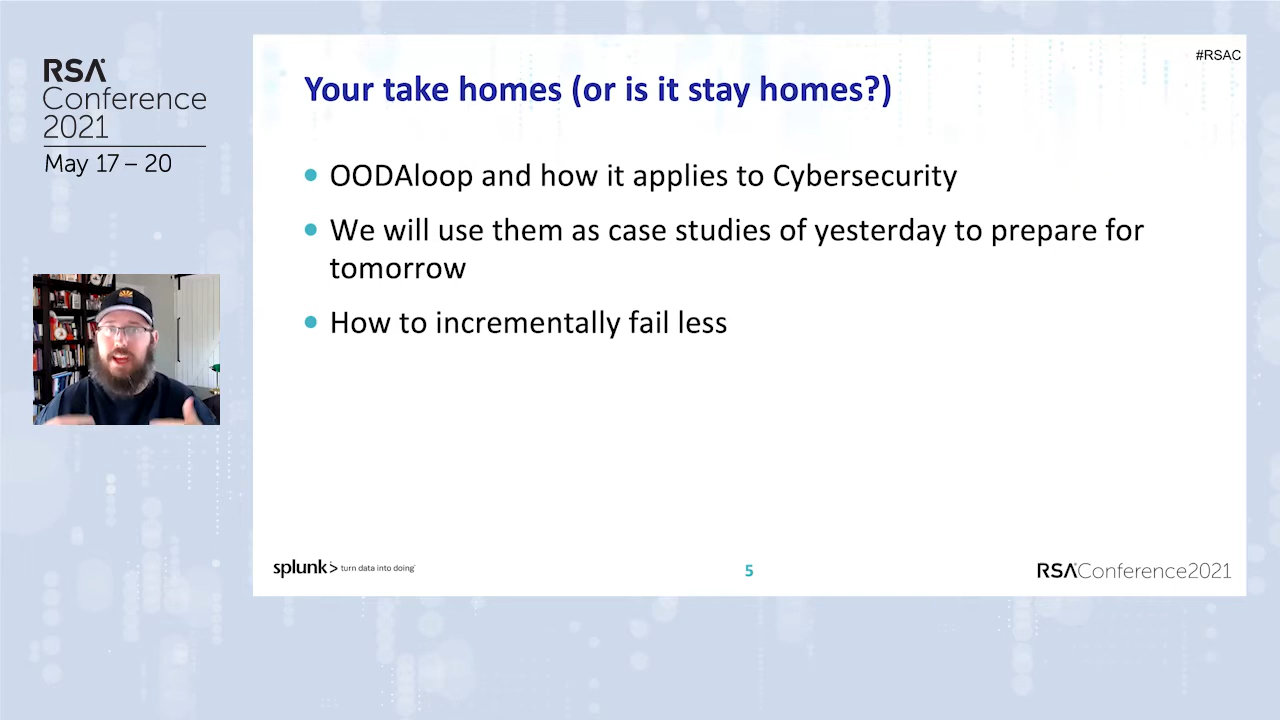 RSA
Conference
2021
May 17 – 20
#RSAC
Your take homes (or is it stay homes?)
OODAloop and how it applies to Cybersecurity
We will use them as case studies of yesterday to prepare for
tomorrow
How to incrementally fail less
splunk> turn data into doing
5
RSAConference2021